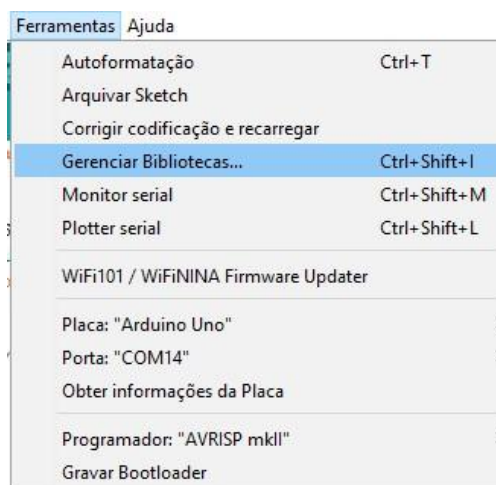 Ferramentas Ajuda
Autoformatação Ctrl+T
Arquivar Sketch
Corrigir codificação e recarregar
Gerenciar Bibliotecas... Ctrl+Shift+I
Monitor serial Ctrl+Shift+M
Plotter serial Ctrl+Shift+L
WiFi101 / WiFiNINA Firmware Updater
Placa: "Arduino Uno"
Porta: "COM14"
Obter informações da Placa
Programador: "AVRISP mkII"
Gravar Bootloader